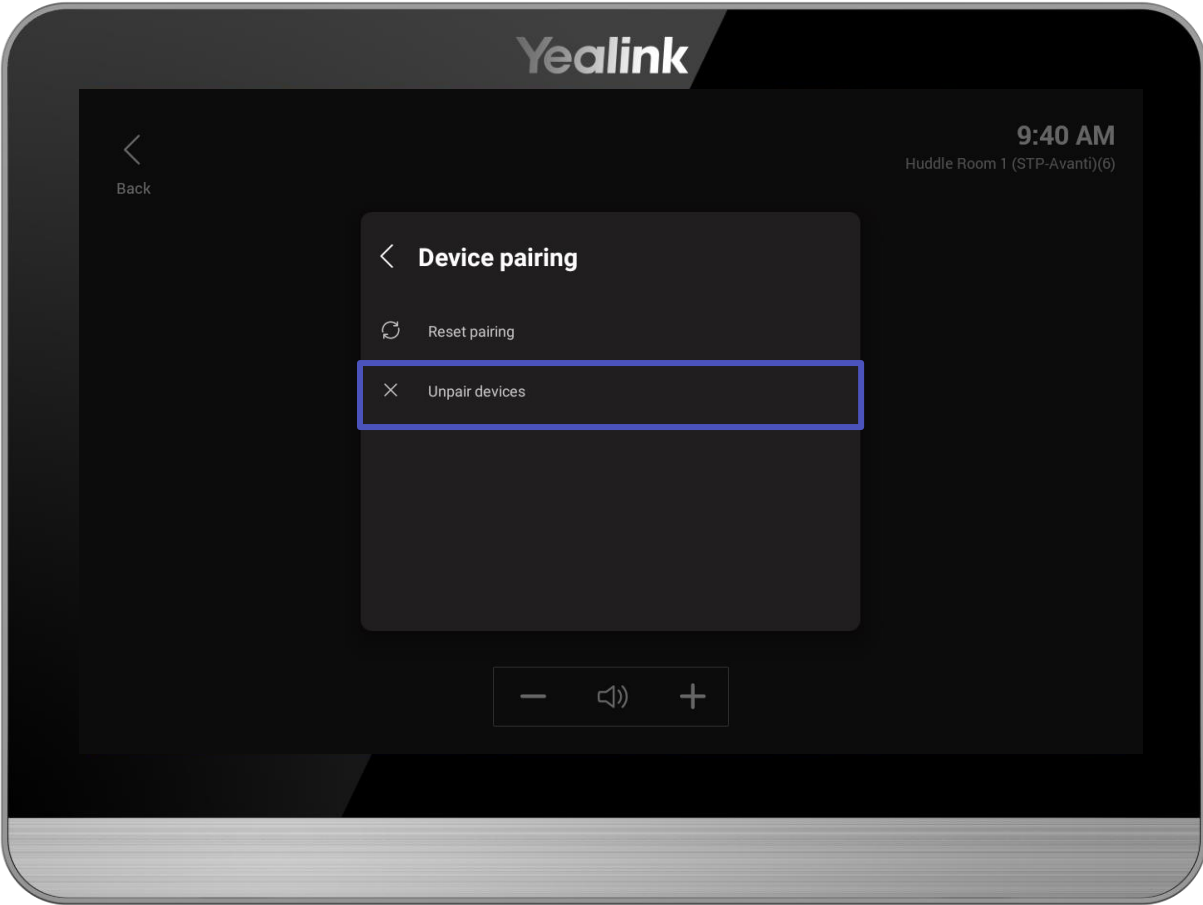 Yealink
9:40 AM
Huddle Room 1 (STP-Avanti)(6)
Back
Device pairing
Reset pairing
Unpair devices